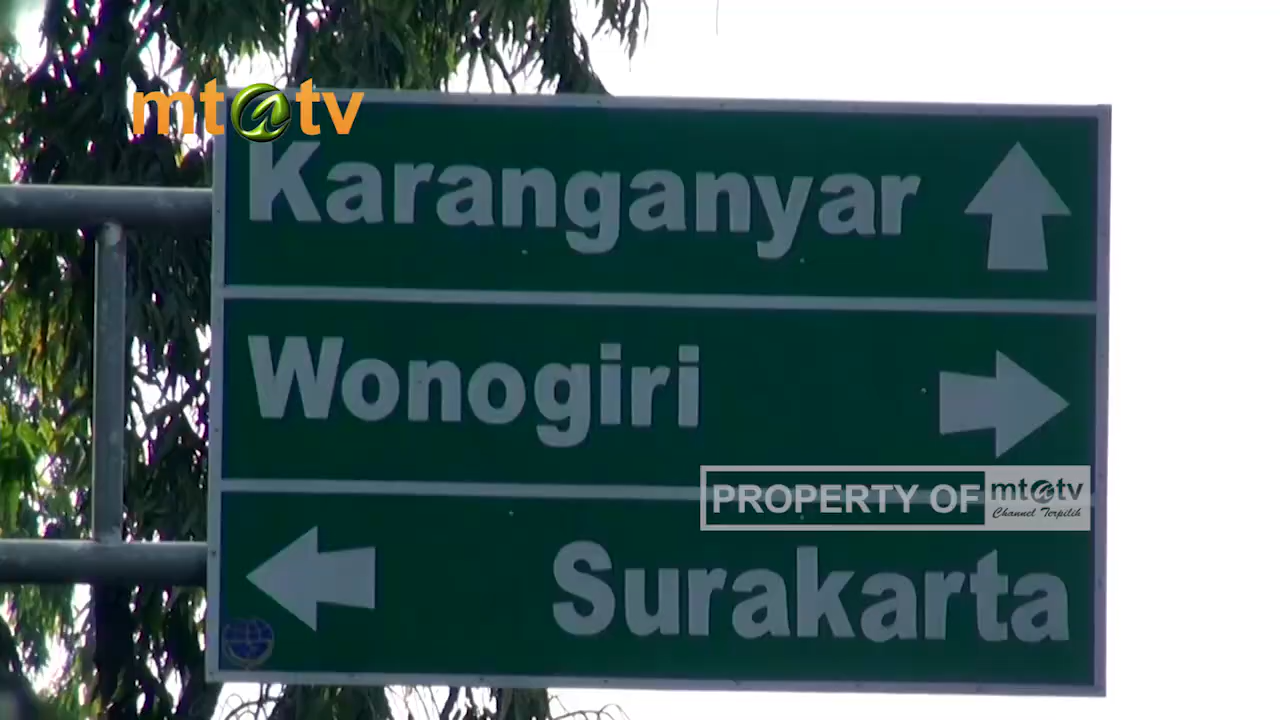 mt@tv
Karanganyar
Wonogiri
PROPERTY OF mt@tv
Channel Terpilih
Surakarta